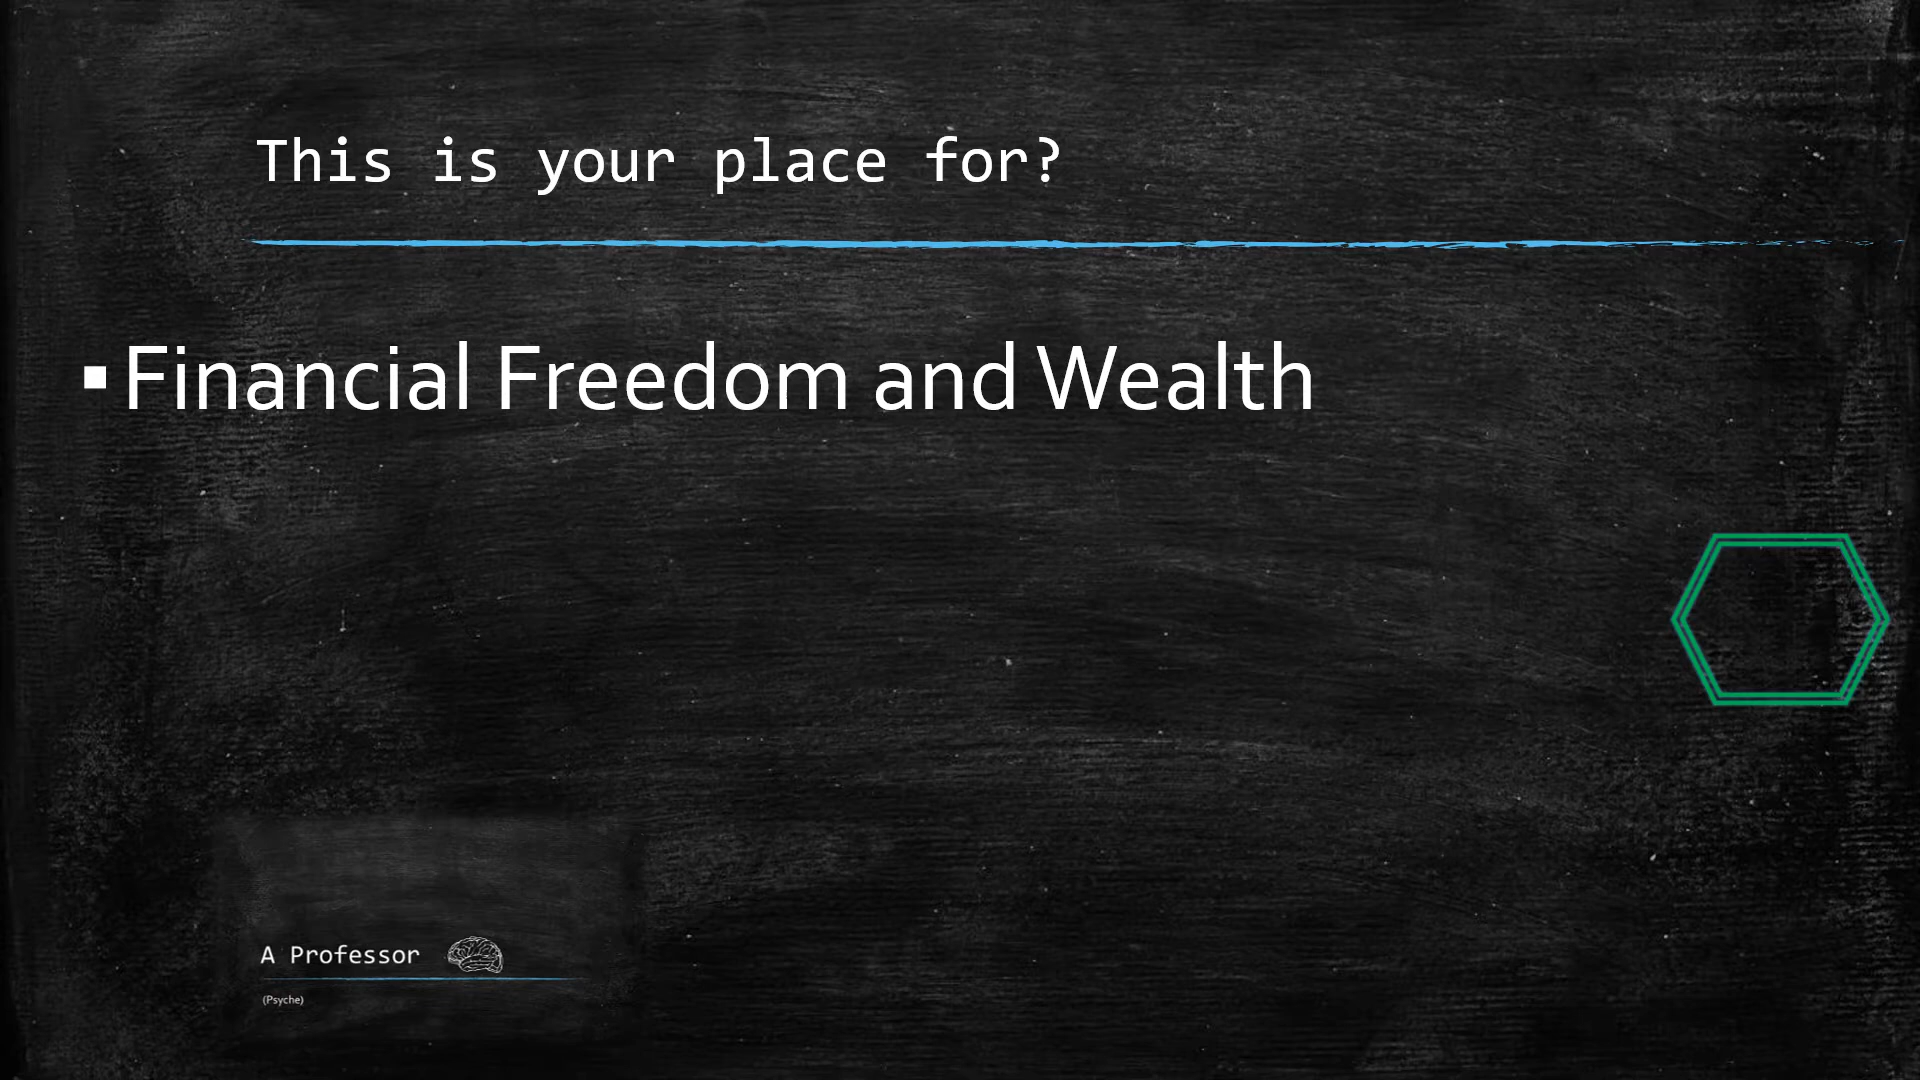 This is your place for?
▪ Financial Freedom and Wealth
A Professor
(Psyche)